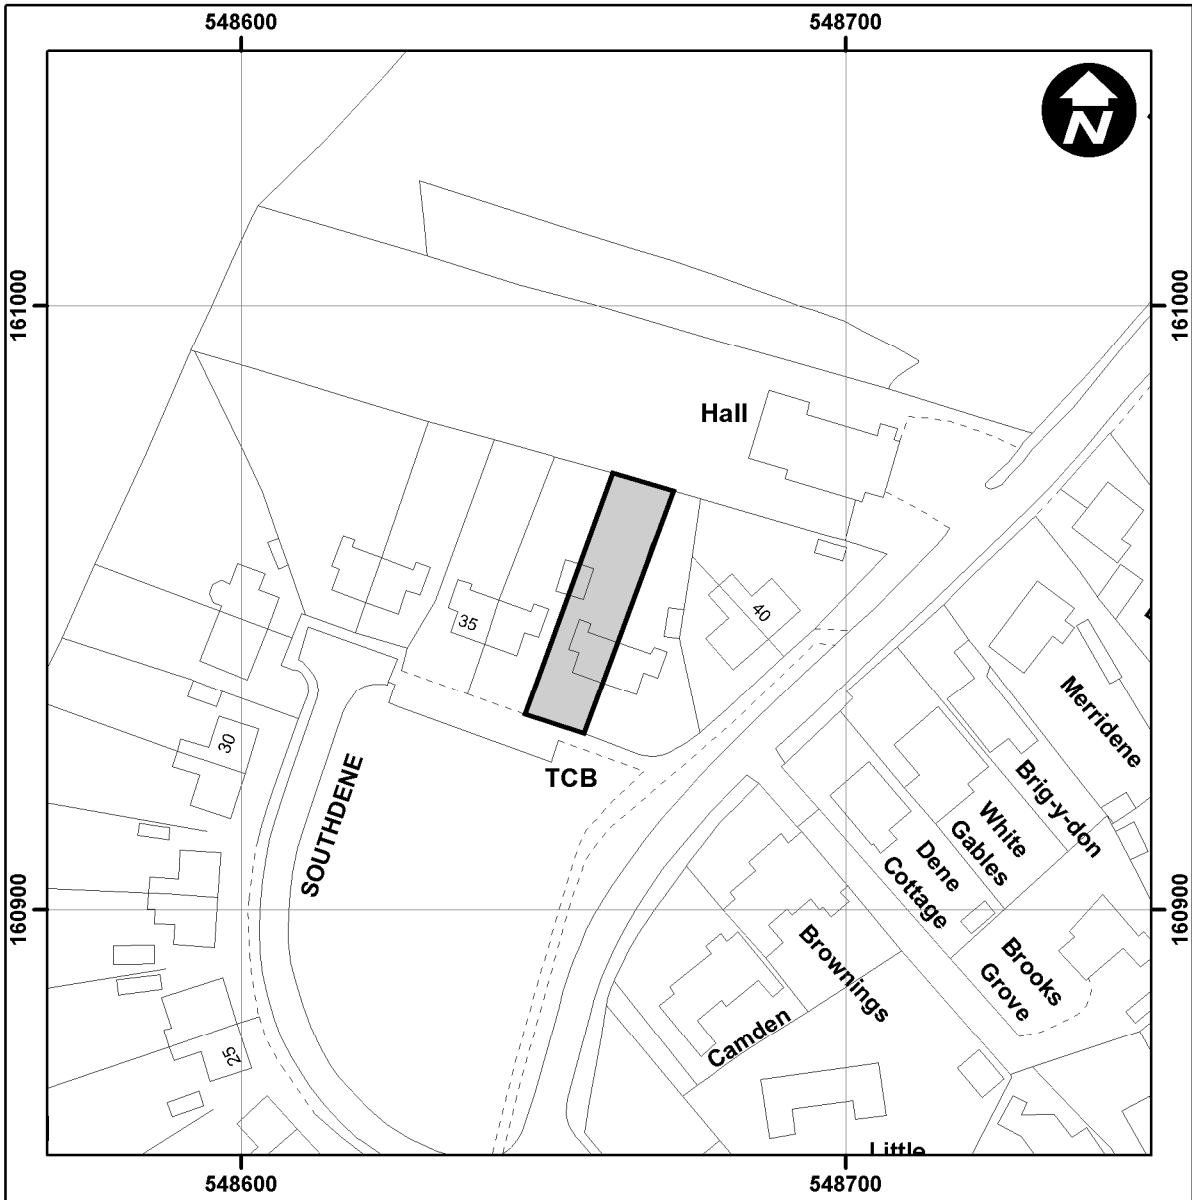 548600
548700
N
161000
161000
Hall
35
40
Merridene
30
TCB
Brig-y-don
White
Gables
SOUTHDENE
Dene
Cottage
160900
160900
Brooks
Grove
Brownings
Camden
25
Little
548600
548700